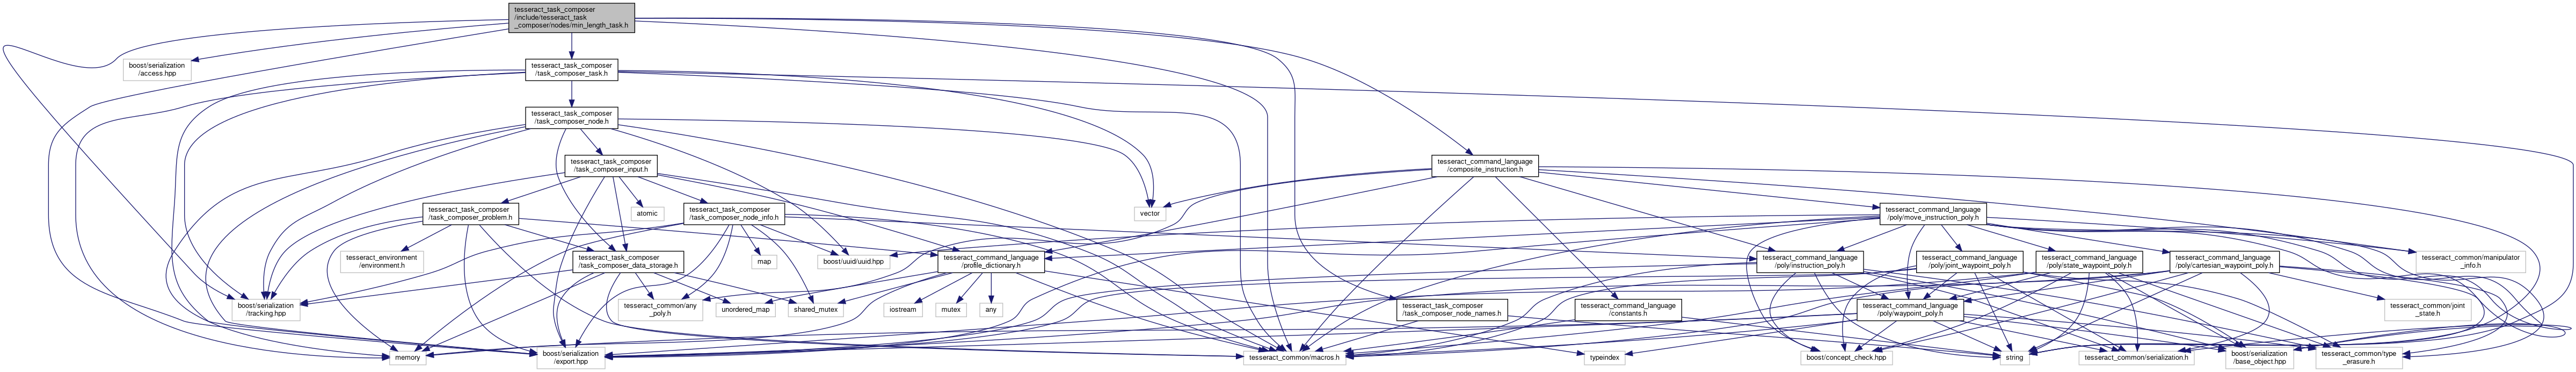 tesseract_task_composer
/include/tesseract_task
_composer/nodes/min_length_task.h
boost/serialization
/access.hpp
tesseract_task_composer
/task_composer_task.h
tesseract_task_composer
/task_composer_node.h
tesseract_task_composer
/task_composer_input.h
tesseract_command_language
/composite_instruction.h
tesseract_task_composer
/task_composer_problem.h
atomic
tesseract_task_composer
/task_composer_node_info.h
vector
tesseract_command_language
/poly/move_instruction_poly.h
tesseract_environment
/environment.h
tesseract_task_composer
/task_composer_data_storage.h
map
boost/uuid/uuid.hpp
tesseract_command_language
/profile_dictionary.h
tesseract_command_language
/poly/instruction_poly.h
tesseract_command_language
/poly/joint_waypoint_poly.h
tesseract_command_language
/poly/state_waypoint_poly.h
tesseract_command_language
/poly/cartesian_waypoint_poly.h
tesseract_common/manipulator
_info.h
boost/serialization
/tracking.hpp
tesseract_common/any
_poly.h
unordered_map
shared_mutex
iostream
mutex
any
tesseract_task_composer
/task_composer_node_names.h
tesseract_command_language
/constants.h
tesseract_command_language
/poly/waypoint_poly.h
tesseract_common/joint
_state.h
memory
boost/serialization
/export.hpp
tesseract_common/macros.h
typeindex
boost/concept_check.hpp
string
tesseract_common/serialization.h
boost/serialization
/base_object.hpp
tesseract_common/type
_erasure.h